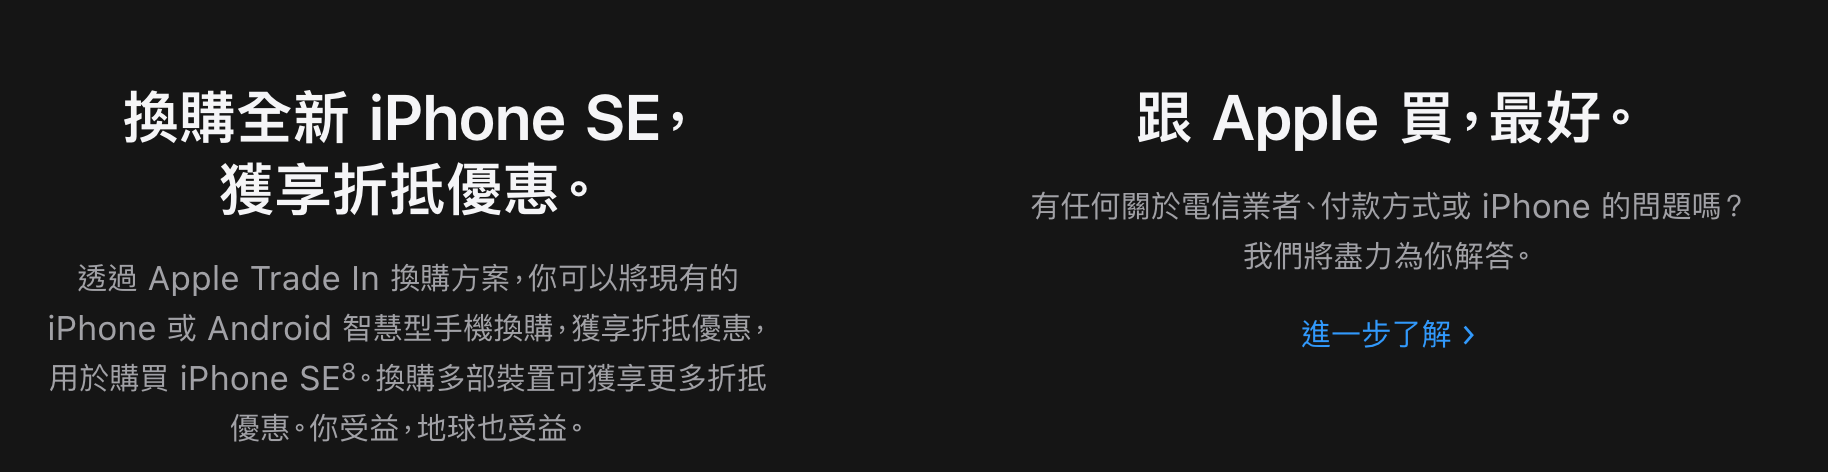 換購全新 iPhone SE，
獲享折抵優惠。
透過 Apple Trade In 換購方案，你可以將現有的
iPhone 或 Android 智慧型手機換購，獲享折抵優惠，
用於購買 iPhone SE⁸。換購多部裝置可獲享更多折抵
優惠。你受益，地球也受益。
跟 Apple 買，最好。
有任何關於電信業者、付款方式或 iPhone 的問題嗎？
我們將盡力為你解答。
進一步了解 >